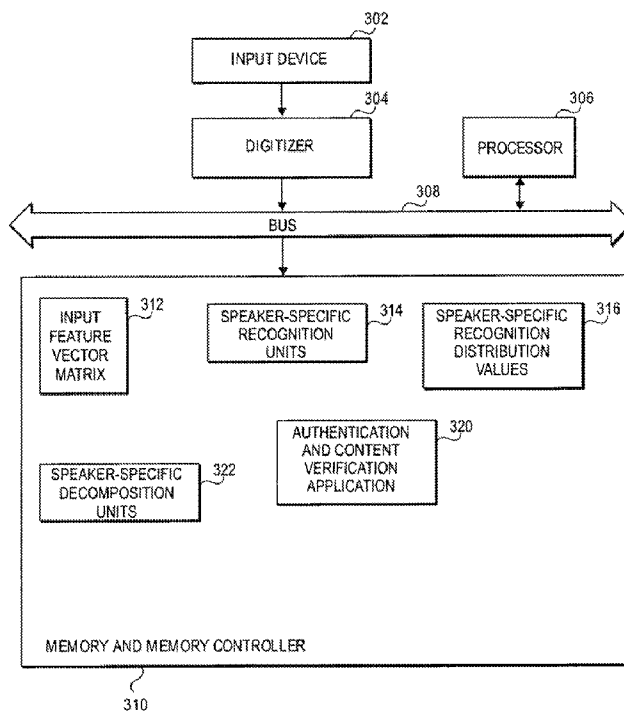 302
INPUT DEVICE
304
306
DIGITIZER
PROCESSOR
308
BUS
312
INPUT
FEATURE
VECTOR
MATRIX
314
SPEAKER-SPECIFIC
RECOGNITION
UNITS
316
SPEAKER-SPECIFIC
RECOGNITION
DISTRIBUTION
VALUES
320
AUTHENTICATION
AND CONTENT
VERIFICATION
APPLICATION
322
SPEAKER-SPECIFIC
DECOMPOSITION
UNITS
MEMORY AND MEMORY CONTROLLER
310